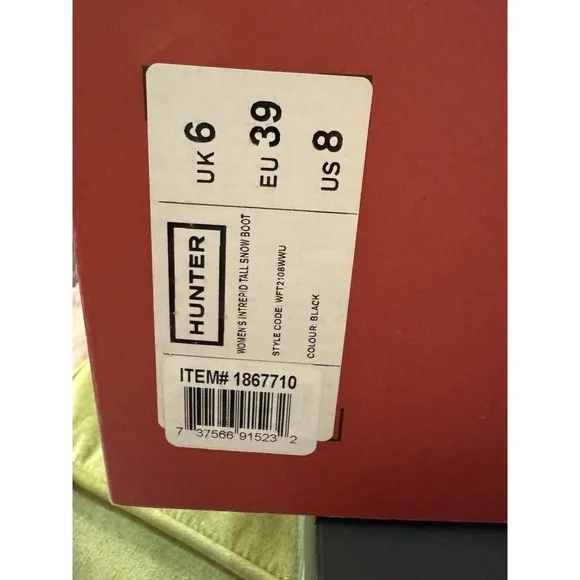 UK 6
EU 39
US 8
HUNTER
WOMEN'S INTREPID TALL SNOW BOOT
STYLE CODE: WFT2108WWU
COLOUR: BLACK
ITEM# 1867710
7 37566 91523 2